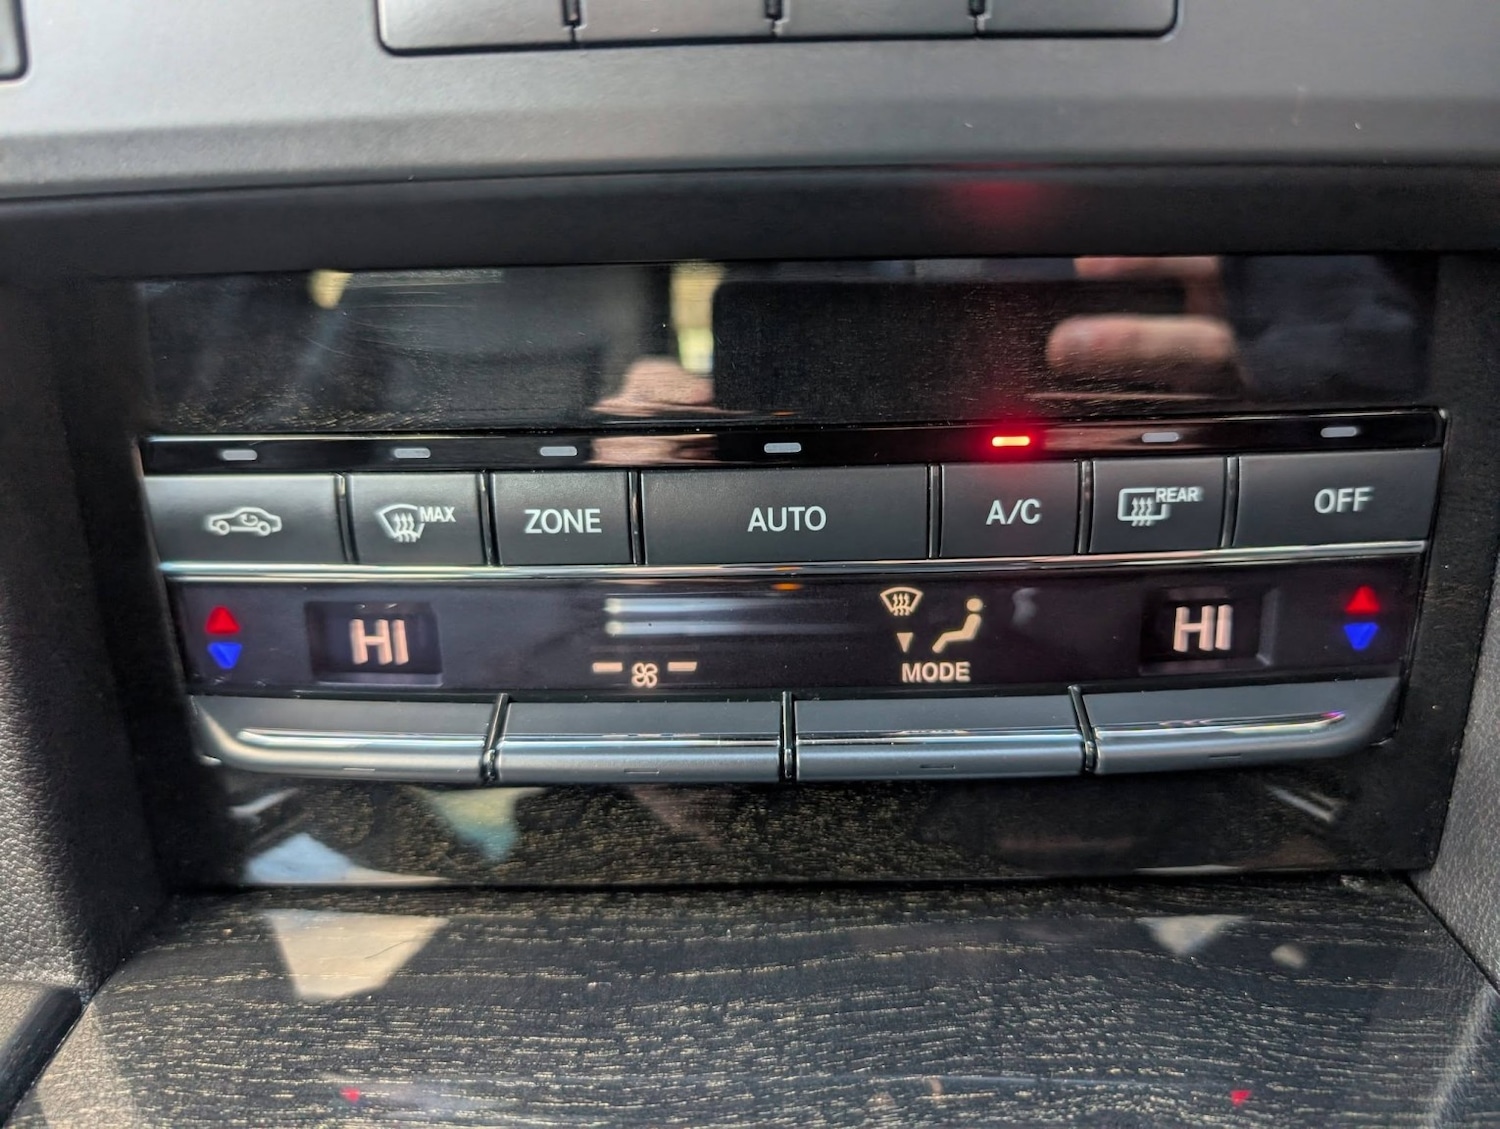 MAX ZONE AUTO A/C REAR OFF
HI HI
MODE